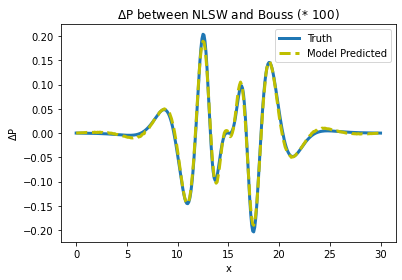 ΔP between NLSW and Bouss (* 100)
Truth
Model Predicted
ΔP
0.20
0.15
0.10
0.05
0.00
−0.05
−0.10
−0.15
−0.20
0 5 10 15 20 25 30
x